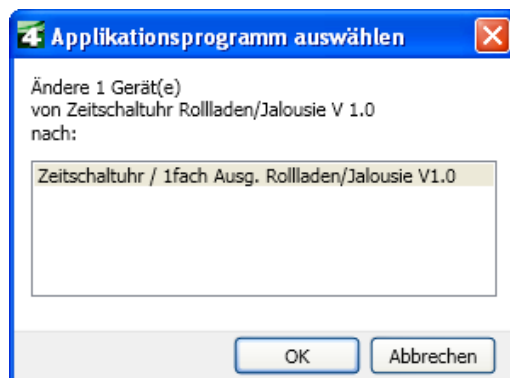 4 Applikationsprogramm auswählen
Ändere 1 Gerät(e)
von Zeitschaltuhr Rollladen/Jalousie V 1.0
nach:
Zeitschaltuhr / 1fach Ausg. Rollladen/Jalousie V1.0
OK
Abbrechen